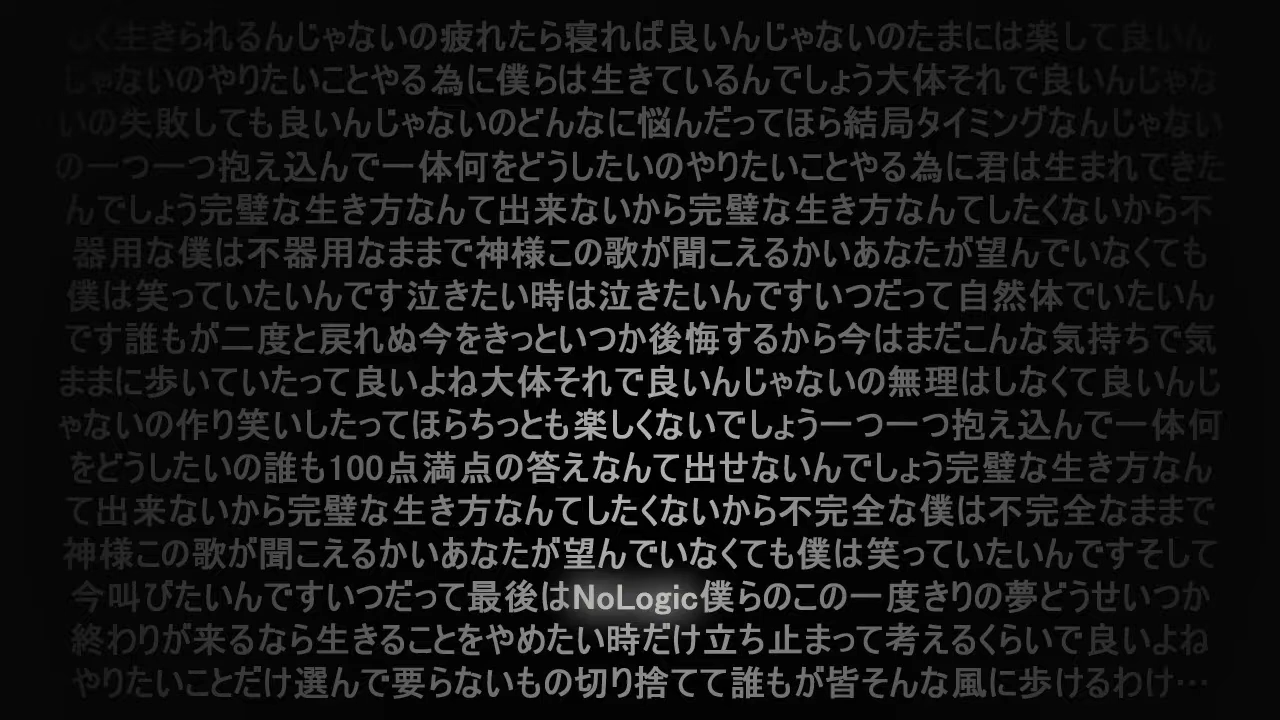 しく生きられるんじゃないの疲れたら寝れば良いんじゃないのたまには楽して良いん
じゃないのやりたいことやる為に僕らは生きているんでしょう大体それで良いんじゃな
いの失敗しても良いんじゃないのどんなに悩んだってほら結局タイミングなんじゃない
の一つ一つ抱え込んで一体何をどうしたいのやりたいことやる為に君は生まれてきた
んでしょう完璧な生き方なんて出来ないから完璧な生き方なんてしたくないから不
器用な僕は不器用なままで神様この歌が聞こえるかいあなたが望んでいなくても
僕は笑っていたいんです泣きたい時は泣きたいんですいつだって自然体でいたいん
です誰もが二度と戻れぬ今をきっといつか後悔するから今はまだこんな気持ちで気
ままに歩いていたって良いよね大体それで良いんじゃないの無理はしなくて良いんじ
ゃないの作り笑いしたってほらちっとも楽しくないでしょう一つ一つ抱え込んで一体何
をどうしたいの誰も100点満点の答えなんて出せないんでしょう完璧な生き方なん
て出来ないから完璧な生き方なんてしたくないから不完全な僕は不完全なままで
神様この歌が聞こえるかいあなたが望んでいなくても僕は笑っていたいんですそして
今叫びたいんですいつだって最後はNoLogic僕らのこの一度きりの夢どうせいつか
終わりが来るなら生きることをやめたい時だけ立ち止まって考えるくらいで良いよね
やりたいことだけ選んで要らないもの切り捨てて誰もが皆そんな風に歩けるわけ…